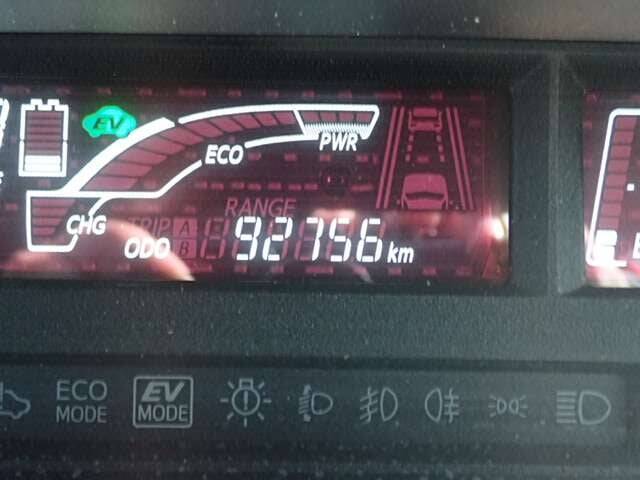 EV
ECO
PWR
CHG
RANGE
TRIP A
ODO B 92756 km
E
ECO MODE
EV MODE